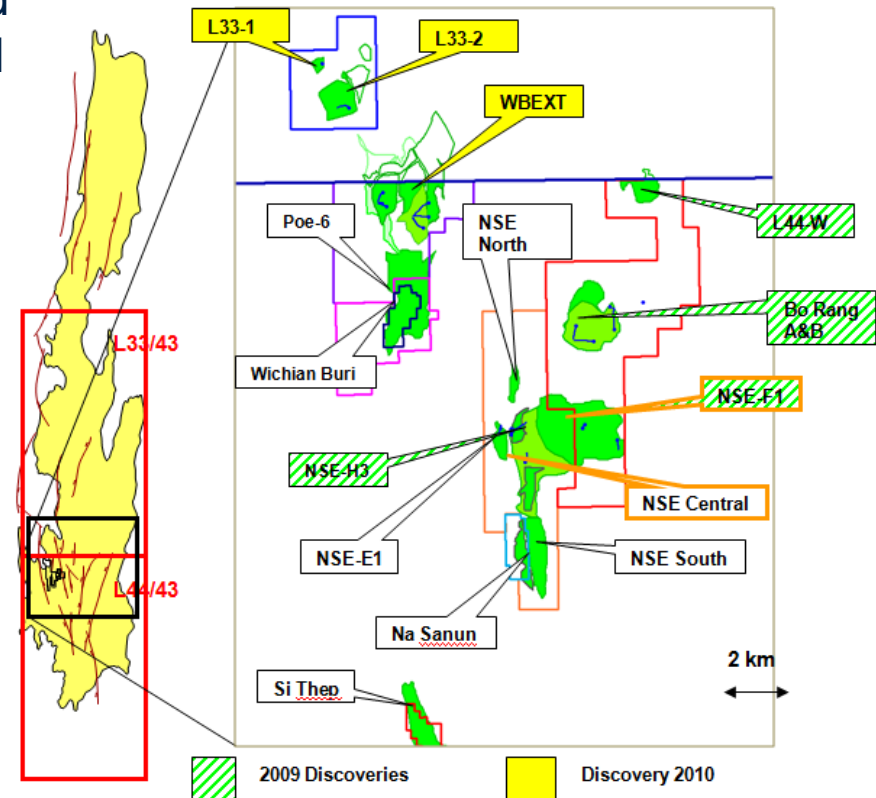 L33-1
L33-2
WBEXT
Poe-6
NSE
North
L44-W
Bo Rang
A&B
L33/43
Wichian Buri
NSE-F1
NSE-H3
NSE Central
NSE-E1
NSE South
L44/43
Na Sanun
2 km
Si Thep
2009 Discoveries
Discovery 2010